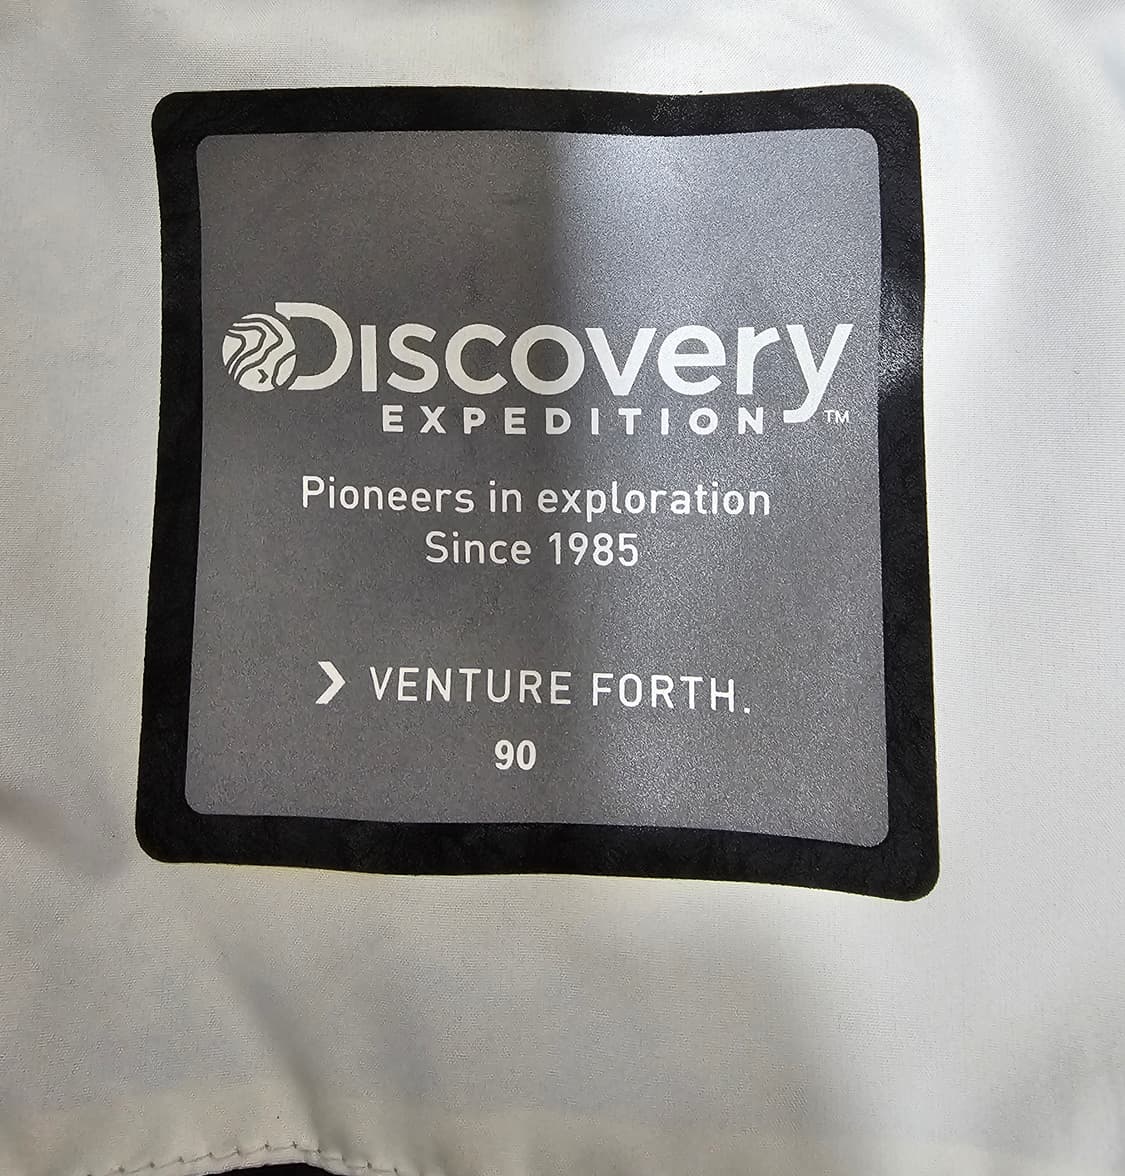 Discovery
EXPEDITION™
Pioneers in exploration
Since 1985
❯ VENTURE FORTH.
90